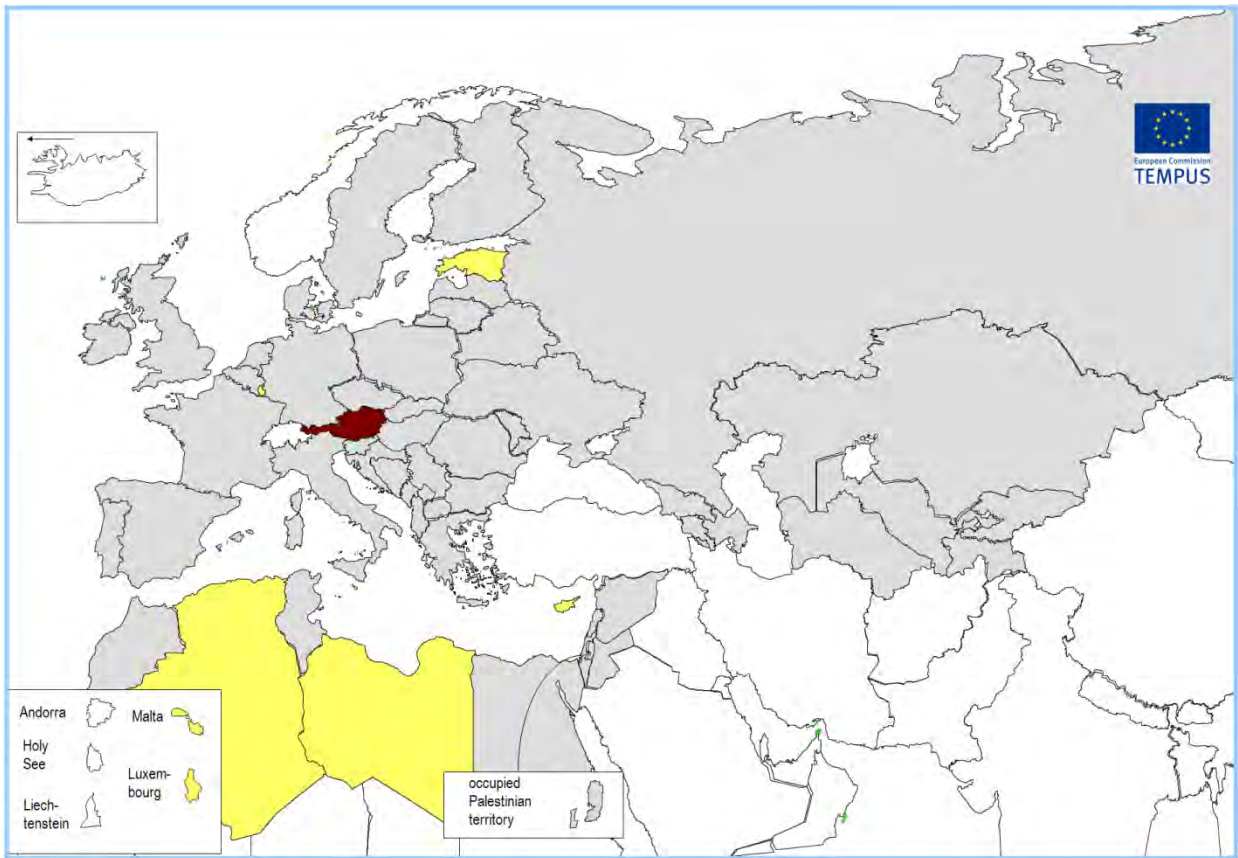 European Commission
TEMPUS
Andorra
Malta
Holy
See
Luxem-
bourg
Liech-
tenstein
occupied
Palestinian
territory